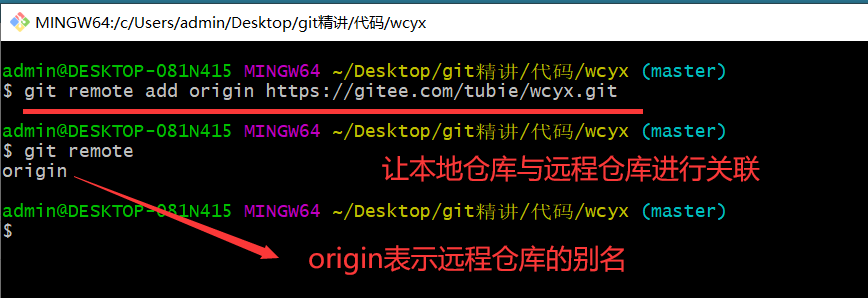 MINGW64:/c/Users/admin/Desktop/git精讲/代码/wcyx
admin@DESKTOP-081N415 MINGW64 ~/Desktop/git精讲/代码/wcyx (master)
$ git remote add origin https://gitee.com/tubie/wcyx.git
admin@DESKTOP-081N415 MINGW64 ~/Desktop/git精讲/代码/wcyx (master)
$ git remote
让本地仓库与远程仓库进行关联
origin
admin@DESKTOP-081N415 MINGW64 ~/Desktop/git精讲/代码/wcyx (master)
$
origin表示远程仓库的别名